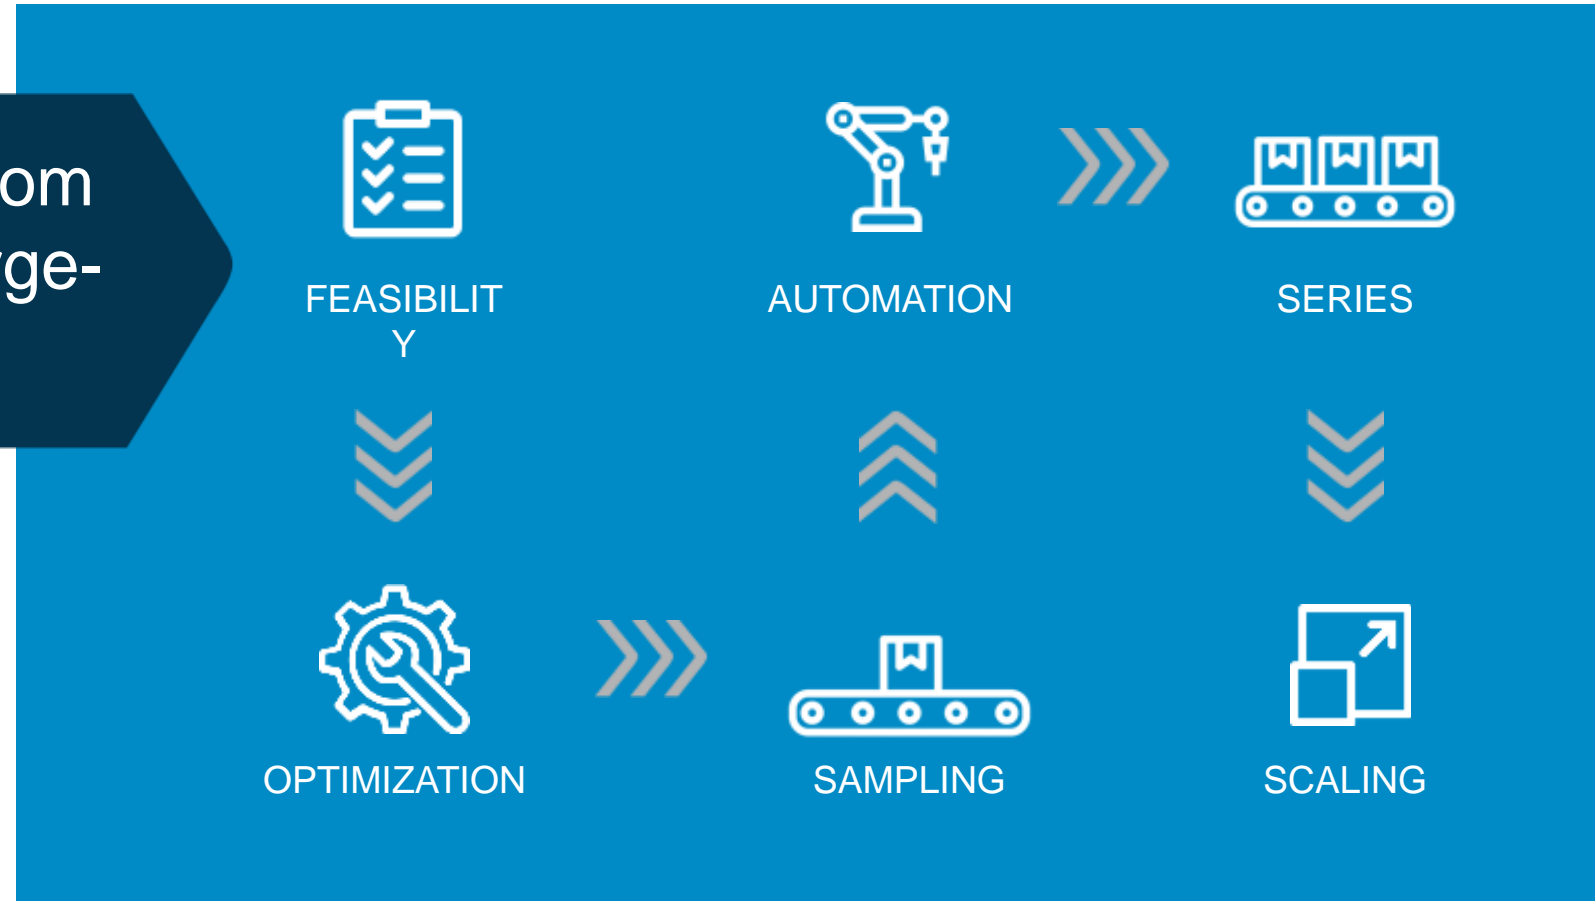 om
ge-
FEASIBILIT
Y
AUTOMATION
SERIES
OPTIMIZATION
SAMPLING
SCALING